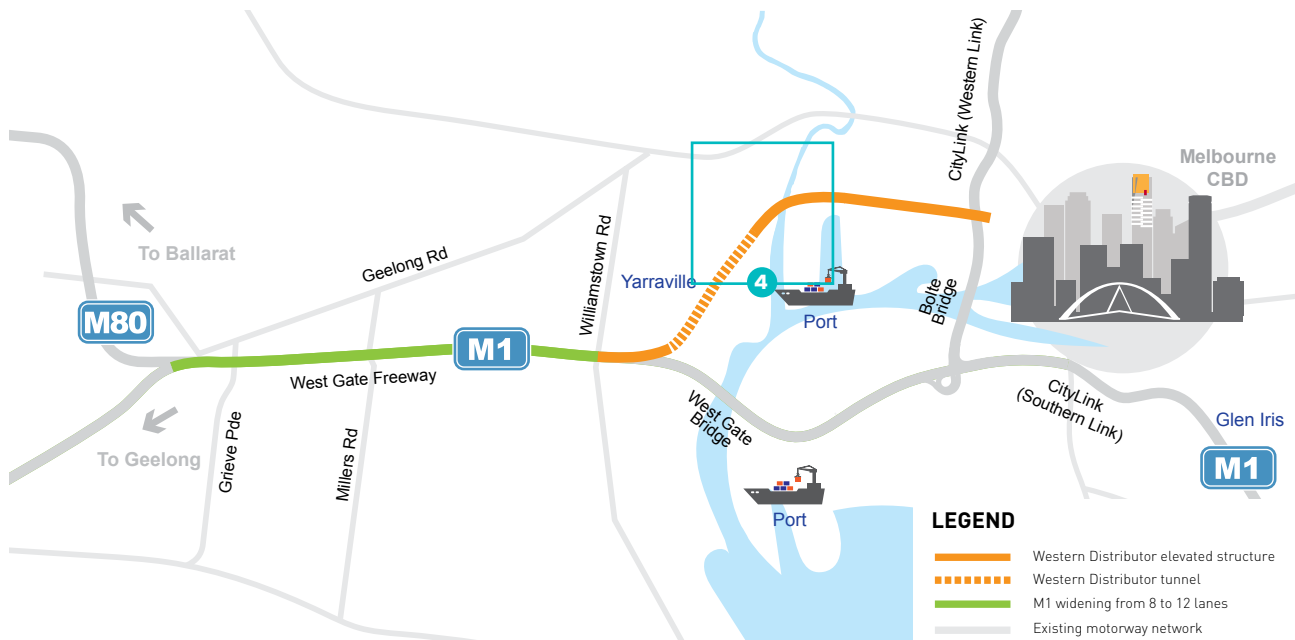 CityLink (Western Link)
Melbourne
CBD
To Ballarat
Geelong Rd
Williamstown Rd
Yarraville
4
Port
Bolte
Bridge
M80
M1
West Gate Freeway
West Gate
Bridge
CityLink
(Southern Link)
Glen Iris
M1
To Geelong
Grieve Pde
Millers Rd
Port
LEGEND
Western Distributor elevated structure
Western Distributor tunnel
M1 widening from 8 to 12 lanes
Existing motorway network